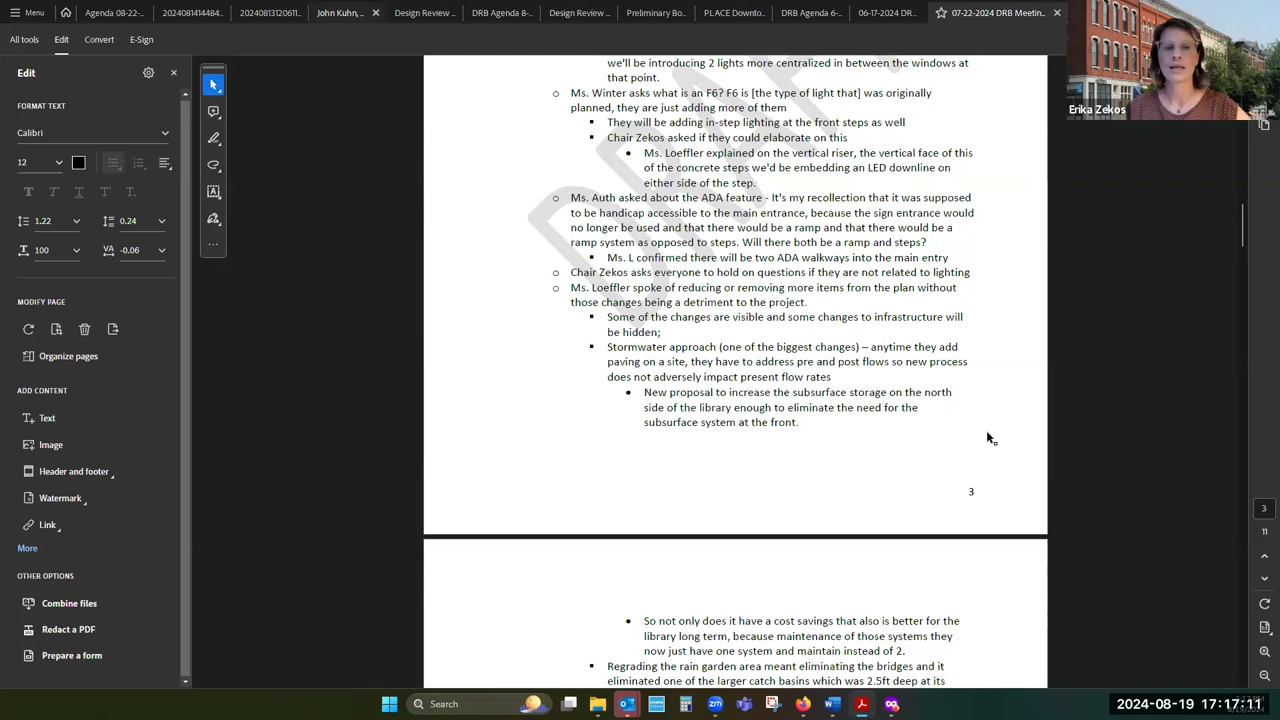 Menu
Agenda 08-22-...
202408141448​4...
20240813120611...
John Kuhn,...
Design Review ...
DRB Agenda 8-...
Design Review ...
Preliminary Bo...
PLACE Downto...
DRB Agenda 6-...
06-17-2024 DR...
07-22-2024 DRB Meetin...
All tools
Edit
Convert
E-Sign
Edit
FORMAT TEXT
Calibri
12
T T T T T
1.22
0.24
100
-0.06
MODIFY PAGE
Organize pages
ADD CONTENT
Text
Image
Header and footer
Watermark
Link
More
OTHER OPTIONS
Combine files
Redact a PDF
Prepare a form
DRAFT
we'll be introducing 2 lights more centralized in between the windows at
that point.
o Ms. Winter asks what is an F6? F6 is [the type of light that] was originally
planned, they are just adding more of them
▪ They will be adding in-step lighting at the front steps as well
▪ Chair Zekos asked if they could elaborate on this
• Ms. Loeffler explained on the vertical riser, the vertical face of this
of the concrete steps we'd be embedding an LED downline on
either side of the step.
o Ms. Auth asked about the ADA feature - It's my recollection that it was supposed
to be handicap accessible to the main entrance, because the sign entrance would
no longer be used and that there would be a ramp and that there would be a
ramp system as opposed to steps. Will there both be a ramp and steps?
▪ Ms. L confirmed there will be two ADA walkways into the main entry
o Chair Zekos asks everyone to hold on questions if they are not related to lighting
o Ms. Loeffler spoke of reducing or removing more items from the plan without
those changes being a detriment to the project.
▪ Some of the changes are visible and some changes to infrastructure will
be hidden;
▪ Stormwater approach (one of the biggest changes) – anytime they add
paving on a site, they have to address pre and post flows so new process
does not adversely impact present flow rates
• New proposal to increase the subsurface storage on the north
side of the library enough to eliminate the need for the
subsurface system at the front.
3
• So not only does it have a cost savings that also is better for the
library long term, because maintenance of those systems they
now just have one system and maintain instead of 2.
▪ Regrading the rain garden area meant eliminating the bridges and it
eliminated one of the larger catch basins which was 2.5ft deep at its
Erika Zekos
3
11
Search
2024-08-19 17:17:11